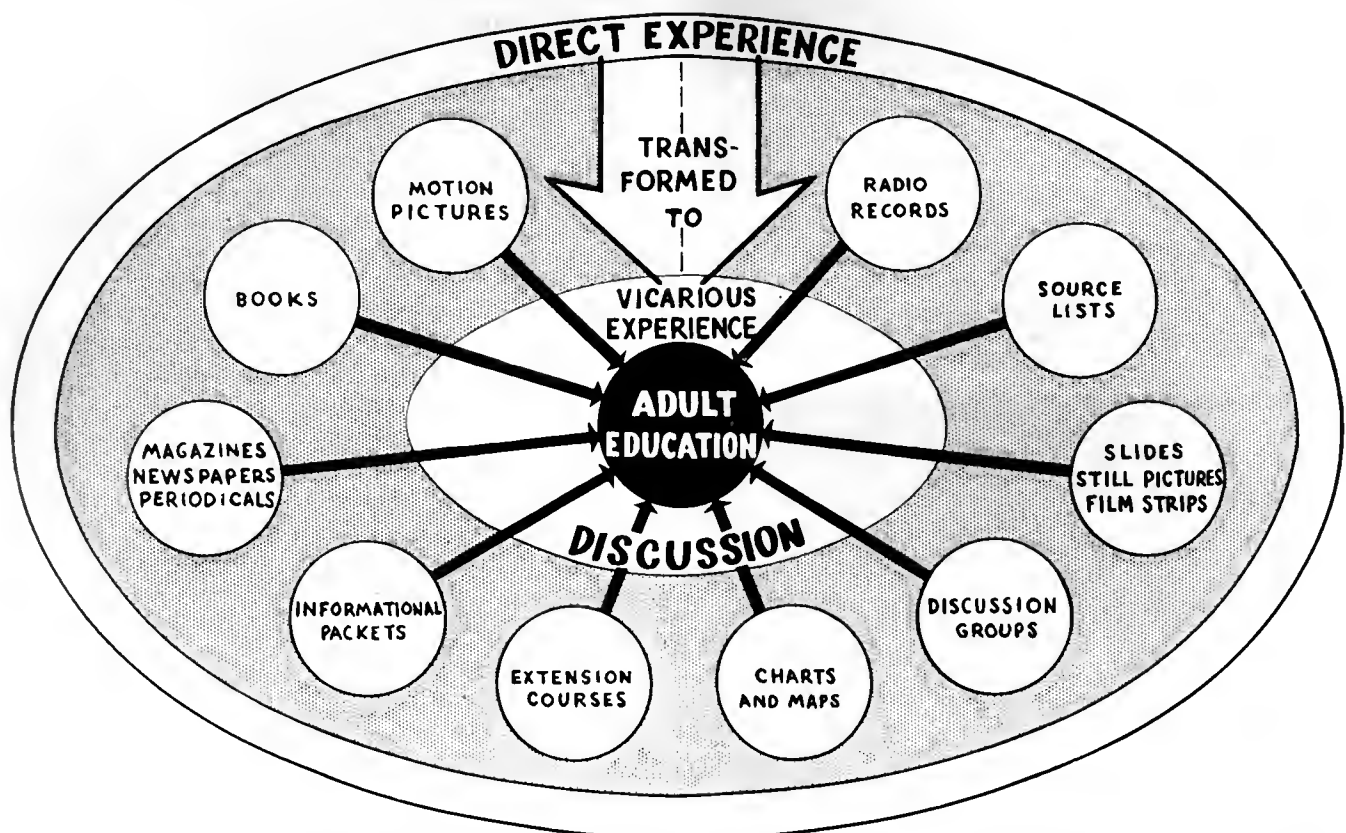 DIRECT EXPERIENCE
TRANS-
FORMED
TO
VICARIOUS
EXPERIENCE
ADULT
EDUCATION
DISCUSSION
MOTION
PICTURES
RADIO
RECORDS
BOOKS
SOURCE
LISTS
MAGAZINES
NEWSPAPERS
PERIODICALS
SLIDES
STILL PICTURES
FILM STRIPS
INFORMATIONAL
PACKETS
DISCUSSION
GROUPS
EXTENSION
COURSES
CHARTS
AND MAPS